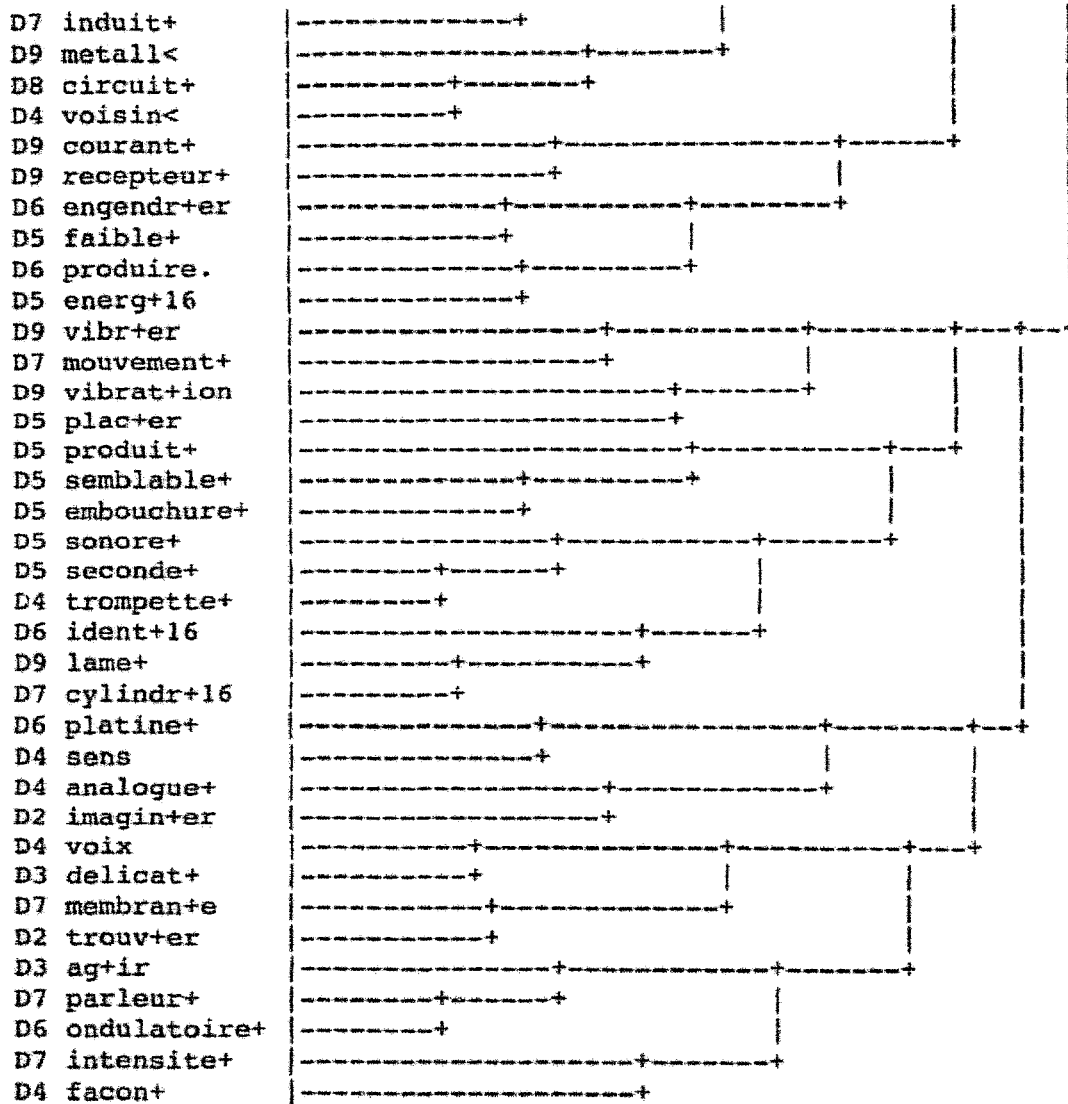 D7 induit+
D9 metall<
D8 circuit+
D4 voisin<
D9 courant+
D9 recepteur+
D6 engendr+er
D5 faible+
D6 produire.
D5 energ+16
D9 vibr+er
D7 mouvement+
D9 vibrat+ion
D5 plac+er
D5 produit+
D5 semblable+
D5 embouchure+
D5 sonore+
D5 seconde+
D4 trompette+
D6 ident+16
D9 lame+
D7 cylindr+16
D6 platine+
D4 sens
D4 analogue+
D2 imagin+er
D4 voix
D3 delicat+
D7 membran+e
D2 trouv+er
D3 ag+ir
D7 parleur+
D6 ondulatoire+
D7 intensite+
D4 facon+